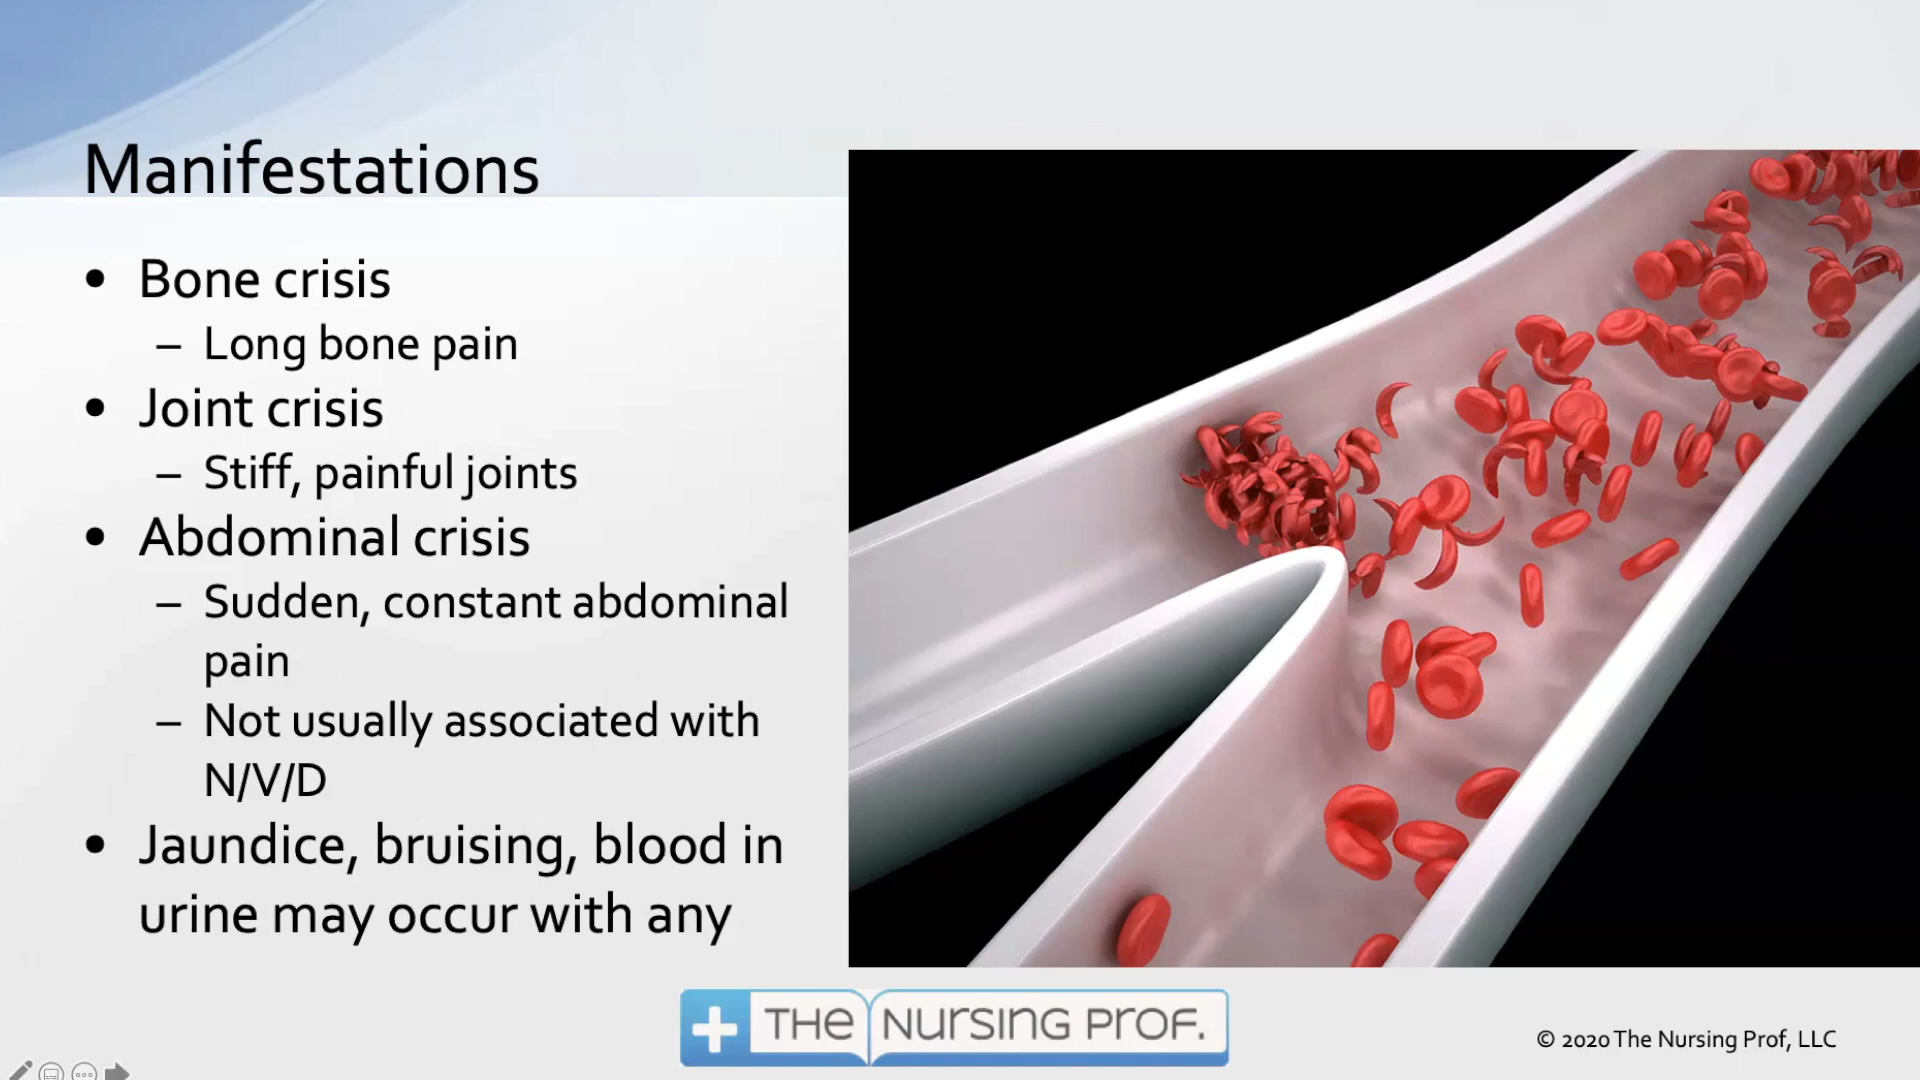 Manifestations
• Bone crisis
– Long bone pain
• Joint crisis
– Stiff, painful joints
• Abdominal crisis
– Sudden, constant abdominal
pain
– Not usually associated with
N/V/D
• Jaundice, bruising, blood in
urine may occur with any
THE NURSING PROF.
© 2020 The Nursing Prof, LLC